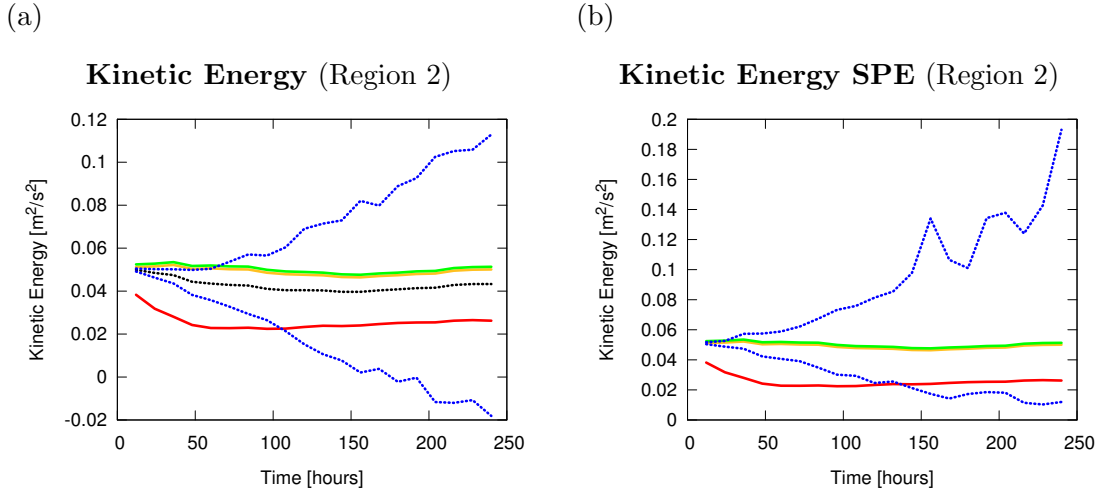 (a)
Kinetic Energy (Region 2)
Kinetic Energy [m²/s²]
0.12
0.1
0.08
0.06
0.04
0.02
0
-0.02
0 50 100 150 200 250
Time [hours]
(b)
Kinetic Energy SPE (Region 2)
Kinetic Energy [m²/s²]
0.2
0.18
0.16
0.14
0.12
0.1
0.08
0.06
0.04
0.02
0
0 50 100 150 200 250
Time [hours]